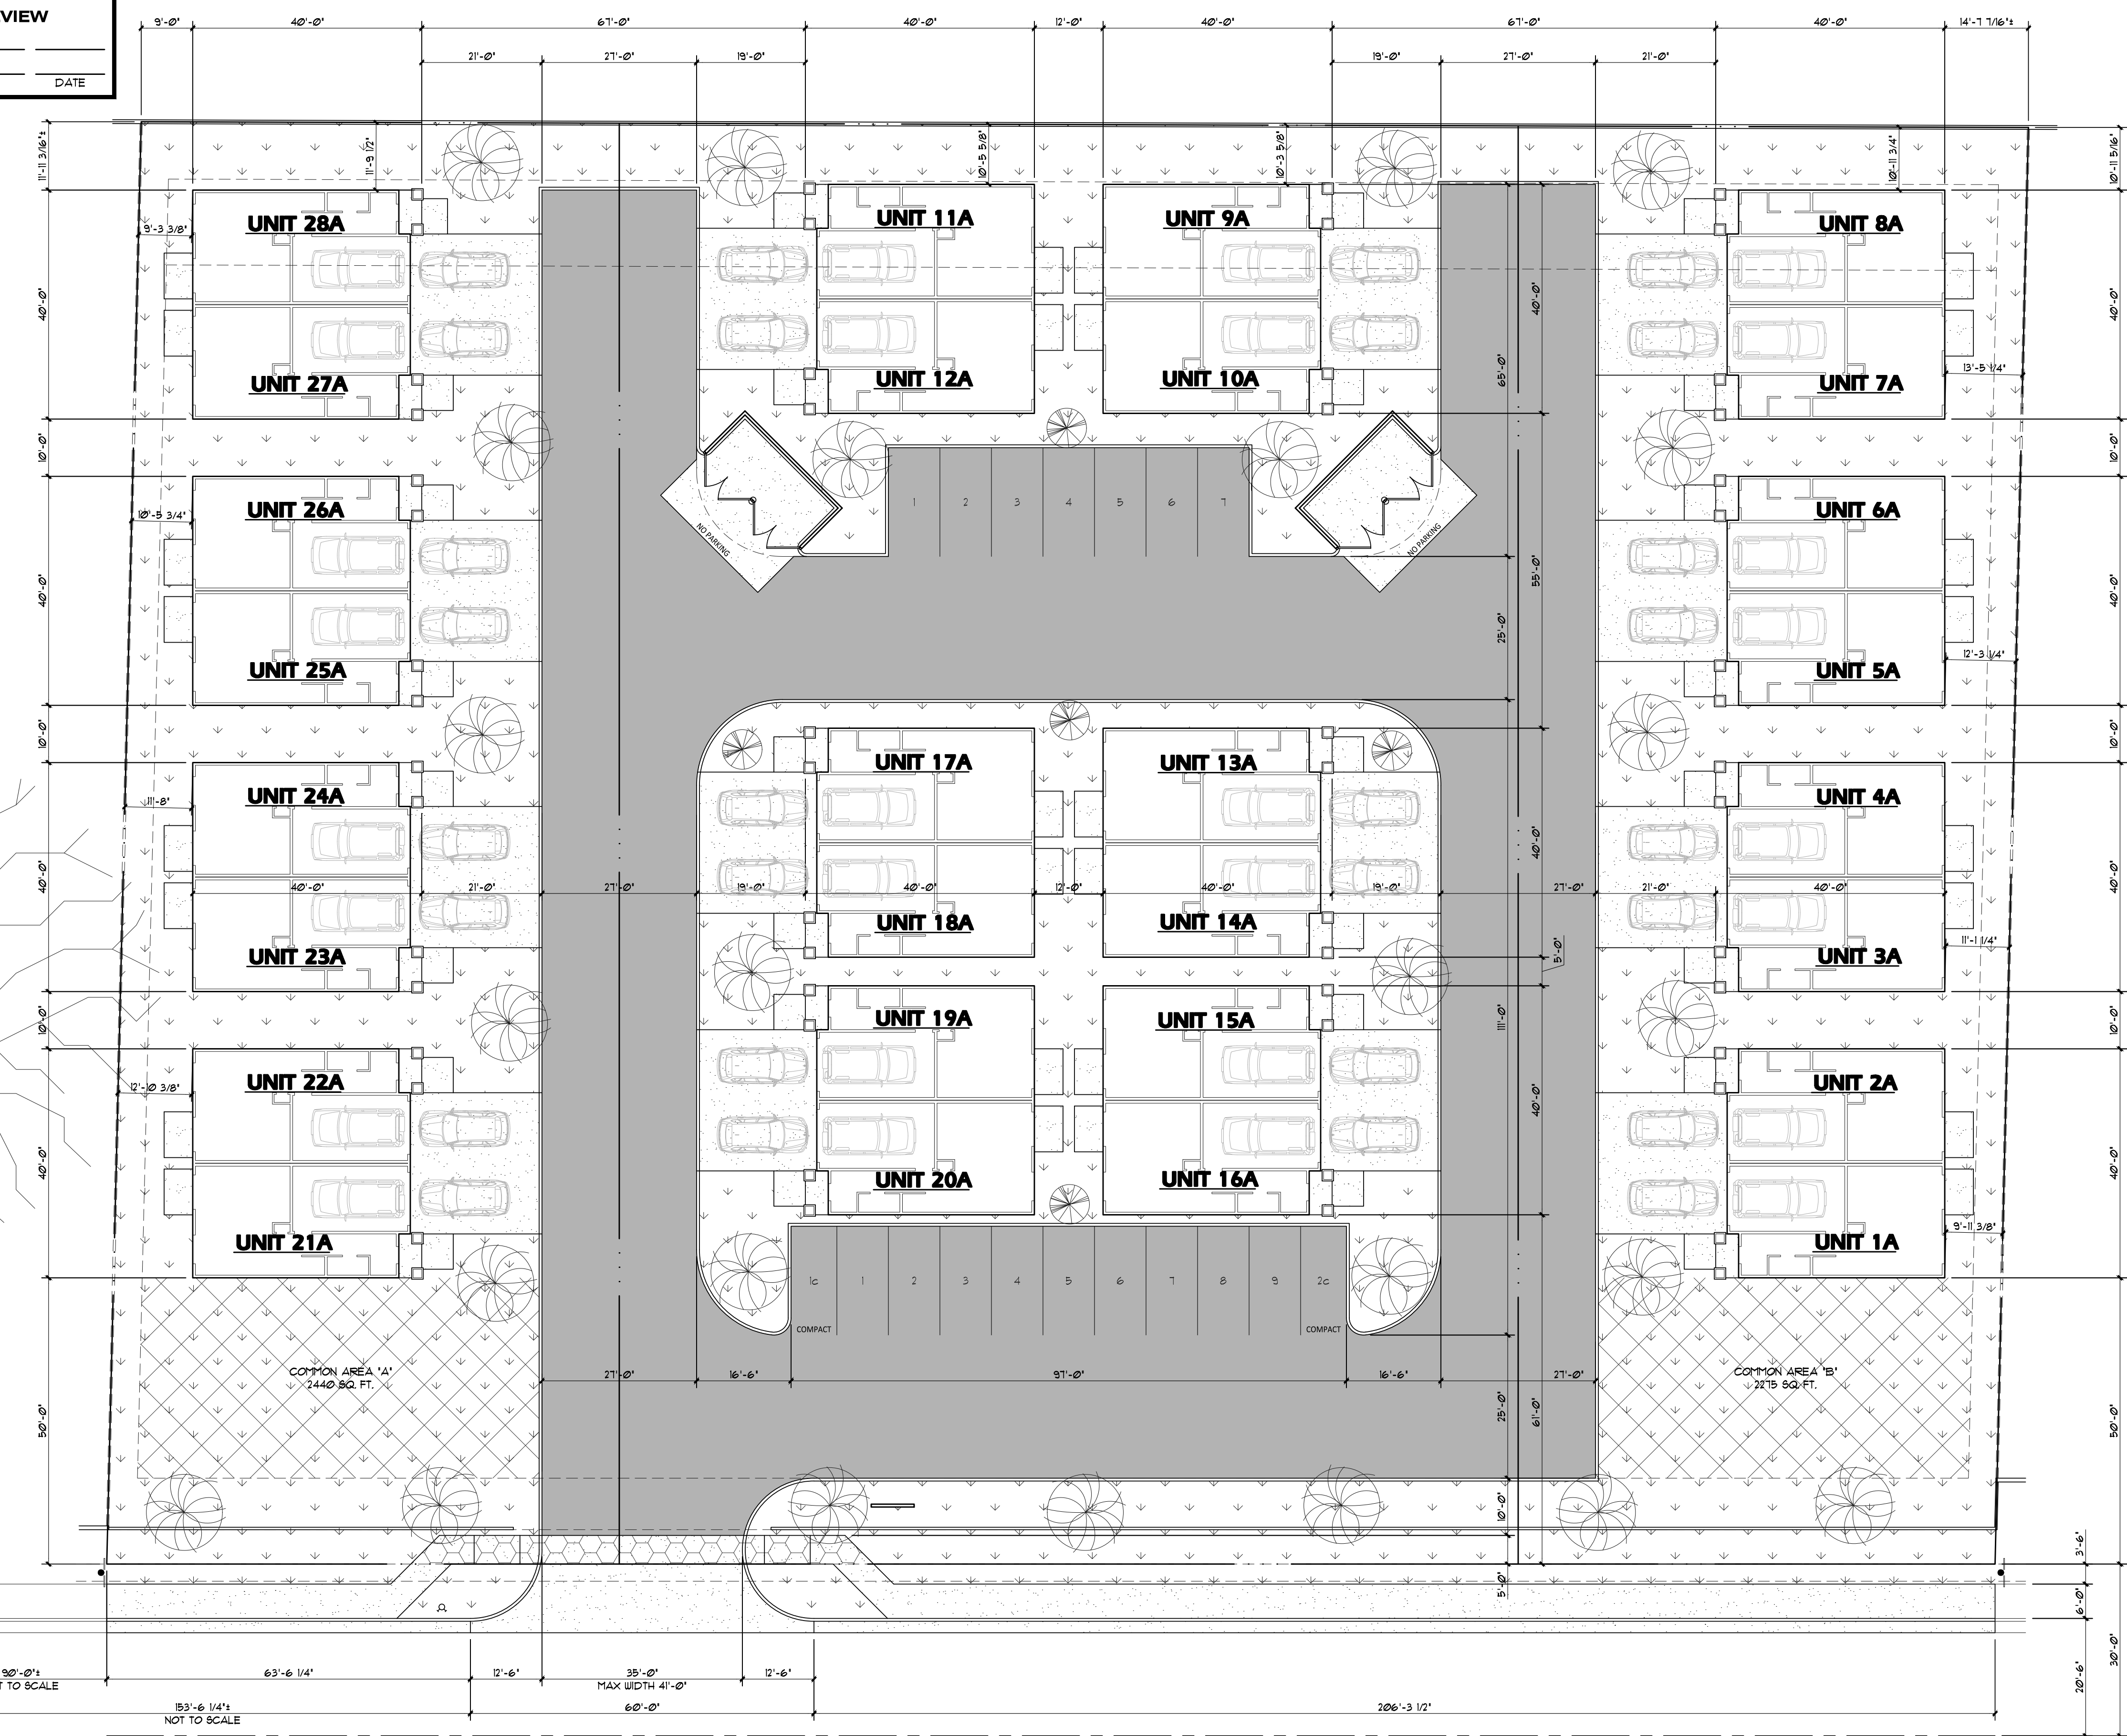 VIEW
DATE
9'-0"
40'-0"
67'-0"
40'-0"
12'-0"
40'-0"
67'-0"
40'-0"
14'-7 7/16"±
21'-0"
27'-0"
19'-0"
19'-0"
27'-0"
21'-0"
11'-11 3/16"±
11'-9 1/2"
10'-5 5/8"
10'-3 5/8"
10'-11 3/4"
10'-11 5/16"
UNIT 28A
UNIT 11A
UNIT 9A
UNIT 8A
9'-3 3/8"
40'-0"
40'-0"
40'-0"
65'-0"
13'-5 1/4"
UNIT 27A
UNIT 12A
UNIT 10A
UNIT 7A
10'-0"
10'-0"
1
2
3
4
5
6
7
NO PARKING
NO PARKING
UNIT 26A
UNIT 6A
10'-5 3/4"
40'-0"
55'-0"
40'-0"
25'-0"
12'-3 1/4"
UNIT 25A
UNIT 5A
10'-0"
10'-0"
UNIT 17A
UNIT 13A
UNIT 24A
UNIT 4A
11'-8"
40'-0"
40'-0"
40'-0"
40'-0"
21'-0"
27'-0"
19'-0"
40'-0"
12'-0"
40'-0"
19'-0"
27'-0"
21'-0"
40'-0"
UNIT 18A
UNIT 14A
UNIT 23A
UNIT 3A
5'-0"
11'-1 1/4"
10'-0"
111'-0"
10'-0"
UNIT 19A
UNIT 15A
UNIT 22A
UNIT 2A
12'-10 3/8"
40'-0"
40'-0"
40'-0"
UNIT 20A
UNIT 16A
9'-11 3/8"
UNIT 21A
UNIT 1A
1c
1
2
3
4
5
6
7
8
9
2c
COMPACT
COMPACT
COMMON AREA "A"
2440 SQ. FT.
COMMON AREA "B"
2275 SQ. FT.
27'-0"
16'-6"
97'-0"
16'-6"
27'-0"
50'-0"
25'-0"
61'-0"
50'-0"
10'-0"
3'-6"
5'-0"
6'-0"
30'-0"
20'-6"
90'-0"±
T TO SCALE
63'-6 1/4"
12'-6"
35'-0"
MAX WIDTH 41'-0"
12'-6"
153'-6 1/4"±
NOT TO SCALE
60'-0"
206'-3 1/2"